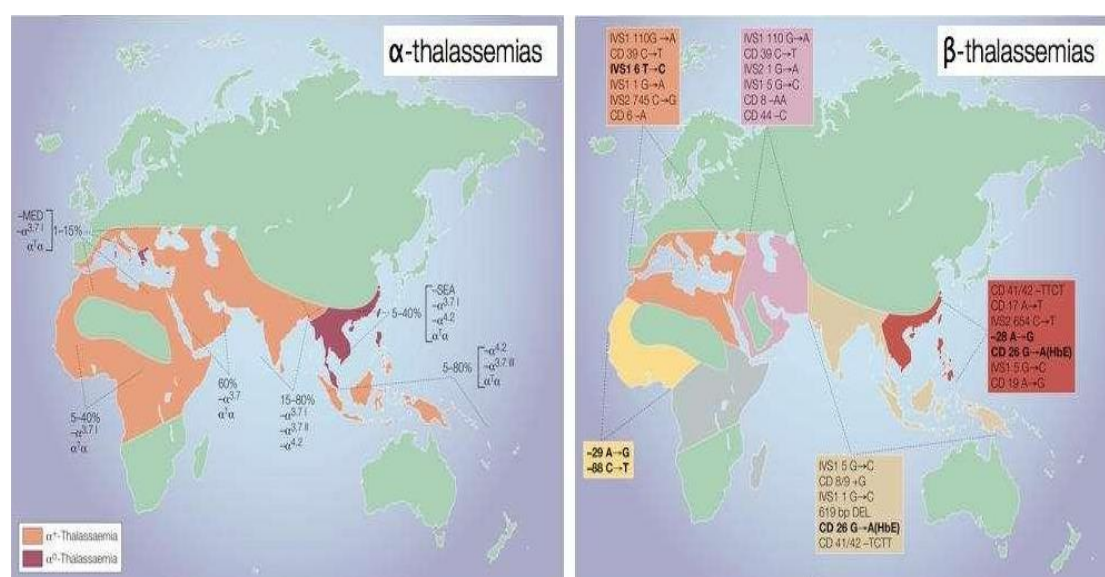 α-thalassemias
–MED
–α3.7 I
αTα
1–15%
–SEA
–α3.7 I
–α4.2
αTα
5–40%
5–80%
–α4.2
–α3.7 III
αTα
60%
–α3.7
αTα
15–80%
–α3.7 I
–α3.7 II
–α4.2
5–40%
–α3.7 I
αTα
α+-Thalassaemia
α0-Thalassaemia
β-thalassemias
IVS1 110G→A
CD 39 C→T
IVS1 6 T→C
IVS1 1 G→A
IVS2 745 C→G
CD 6 –A
IVS1 110 G→A
CD 39 C→T
IVS2 1 G→A
IVS1 5 G→C
CD 8 –AA
CD 44 –C
CD 41/42 –TTCT
CD 17 A→T
IVS2 654 C→T
–28 A→G
CD 26 G→A(HbE)
IVS1 5 G→C
CD 19 A→G
–29 A→G
–88 C→T
IVS1 5 G→C
CD 8/9 +G
IVS1 1 G→C
619 bp DEL
CD 26 G→A(HbE)
CD 41/42 –TCTT